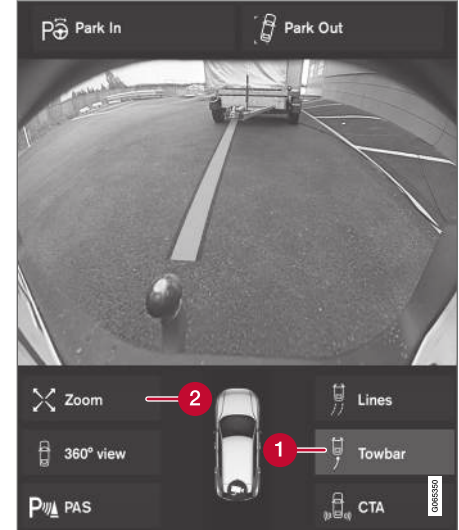 Park In
Park Out
Zoom
2
Lines
360° view
1
Towbar
PAS
CTA
G065350